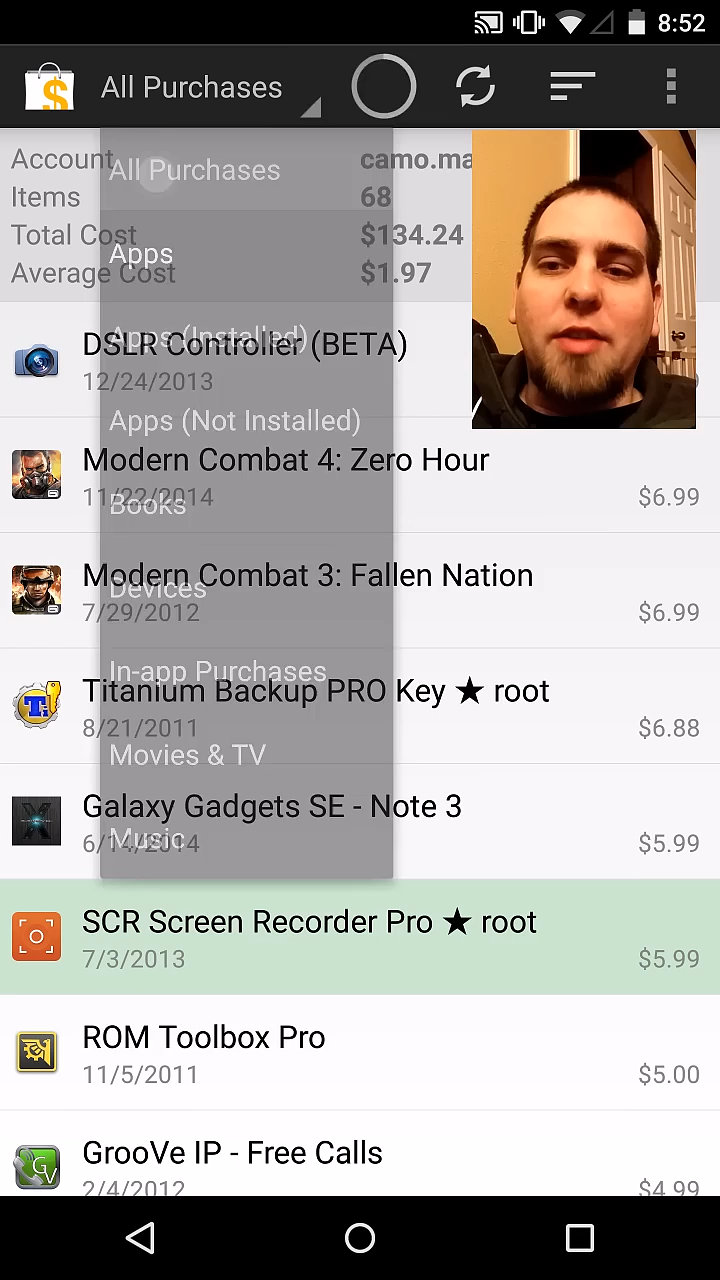 8:52
All Purchases
Account camo.ma
Items 68
Total Cost $134.24
Average Cost $1.97
All Purchases
Apps
Apps (Installed)
Apps (Not Installed)
Books
Devices
In-app Purchases
Movies & TV
Music
DSLR Controller (BETA)
12/24/2013
Modern Combat 4: Zero Hour
11/22/2014 $6.99
Modern Combat 3: Fallen Nation
7/29/2012 $6.99
Titanium Backup PRO Key ★ root
8/21/2011 $6.88
Galaxy Gadgets SE - Note 3
6/14/2014 $5.99
SCR Screen Recorder Pro ★ root
7/3/2013 $5.99
ROM Toolbox Pro
11/5/2011 $5.00
GrooVe IP - Free Calls
2/4/2012 $4.99